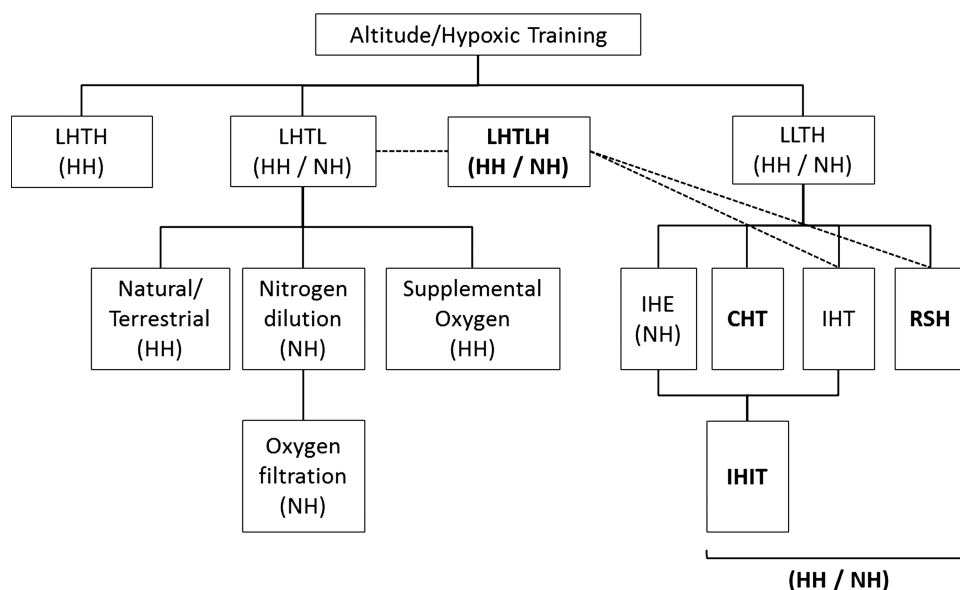 Altitude/Hypoxic Training
LHTH
(HH)
LHTL
(HH / NH)
LHTLH
(HH / NH)
LLTH
(HH / NH)
Natural/
Terrestrial
(HH)
Nitrogen
dilution
(NH)
Supplemental
Oxygen
(HH)
IHE
(NH)
CHT
IHT
RSH
Oxygen
filtration
(NH)
IHIT
(HH / NH)